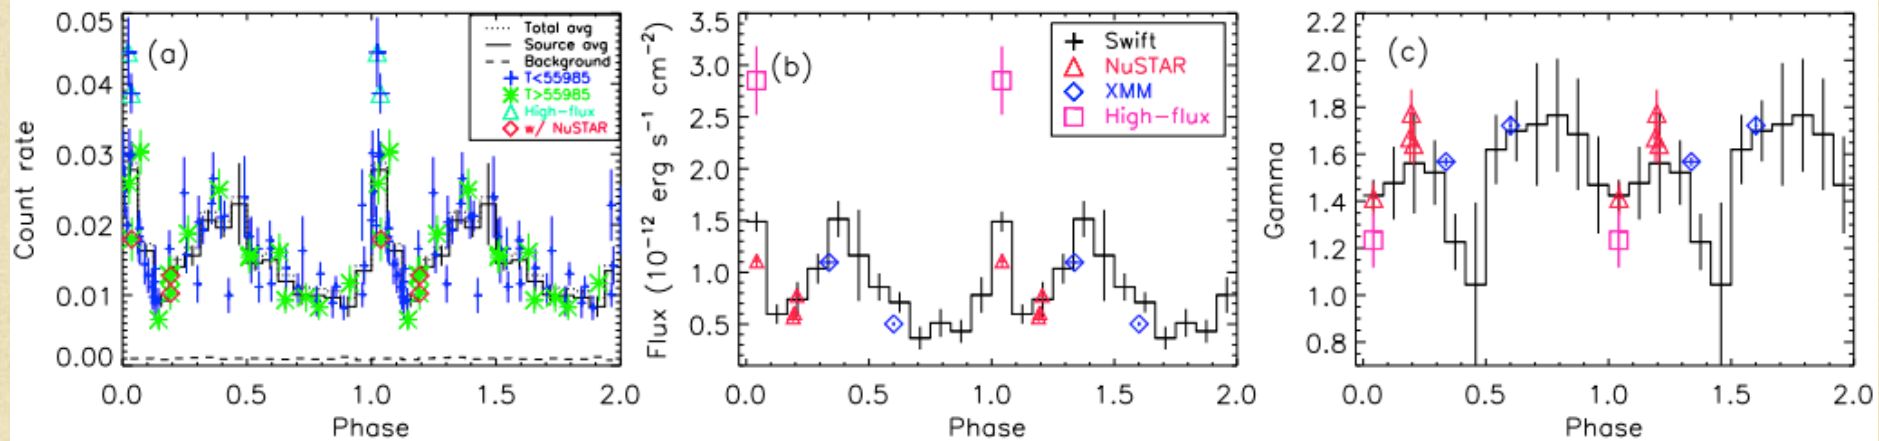 (a)
Total avg
Source avg
Background
T<55985
T>55985
High-flux
w/ NuSTAR
Count rate
0.05
0.04
0.03
0.02
0.01
0.00
0.0 0.5 1.0 1.5 2.0
Phase
(b)
Swift
NuSTAR
XMM
High-flux
Flux (10⁻¹² erg s⁻¹ cm⁻²)
3.5
3.0
2.5
2.0
1.5
1.0
0.5
0.0 0.5 1.0 1.5 2.0
Phase
(c)
Gamma
2.2
2.0
1.8
1.6
1.4
1.2
1.0
0.8
0.0 0.5 1.0 1.5 2.0
Phase